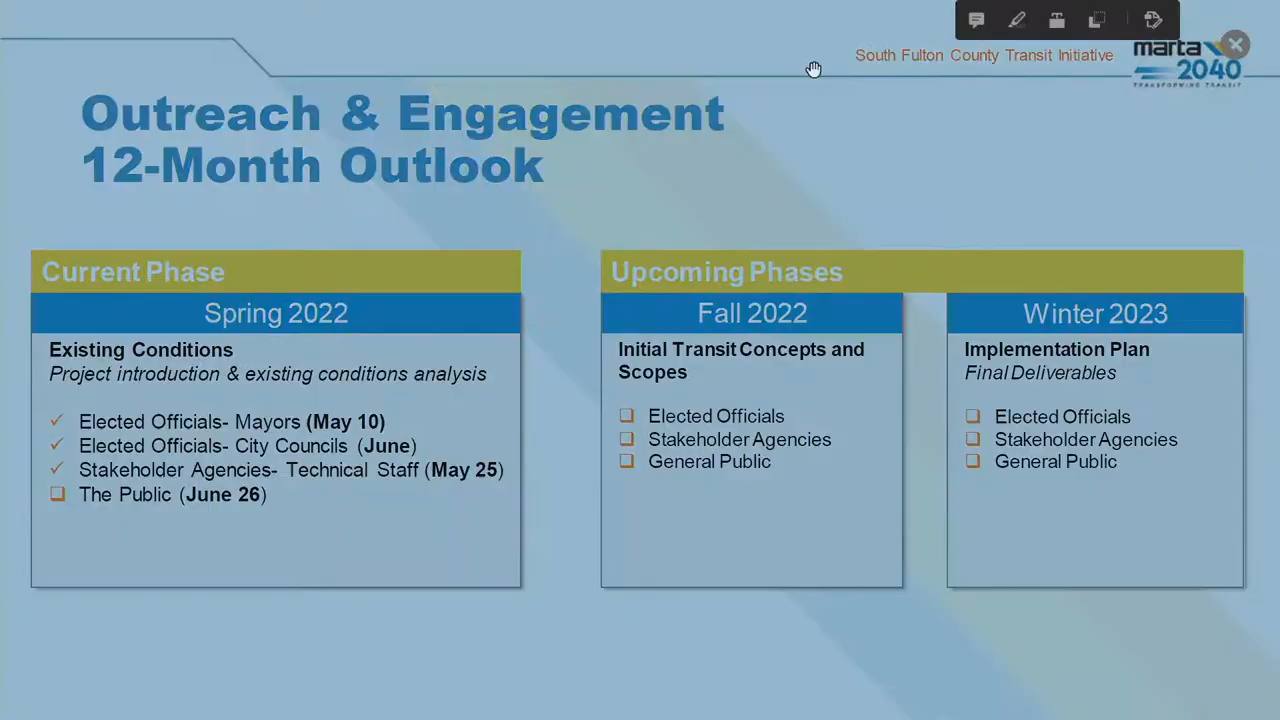 South Fulton County Transit Initiative
marta
2040
TRANSFORMING TRANSIT
Outreach & Engagement
12-Month Outlook
Current Phase
Spring 2022
Existing Conditions
Project introduction & existing conditions analysis
Elected Officials- Mayors (May 10)
Elected Officials- City Councils (June)
Stakeholder Agencies- Technical Staff (May 25)
The Public (June 26)
Upcoming Phases
Fall 2022
Initial Transit Concepts and
Scopes
Elected Officials
Stakeholder Agencies
General Public
Winter 2023
Implementation Plan
Final Deliverables
Elected Officials
Stakeholder Agencies
General Public